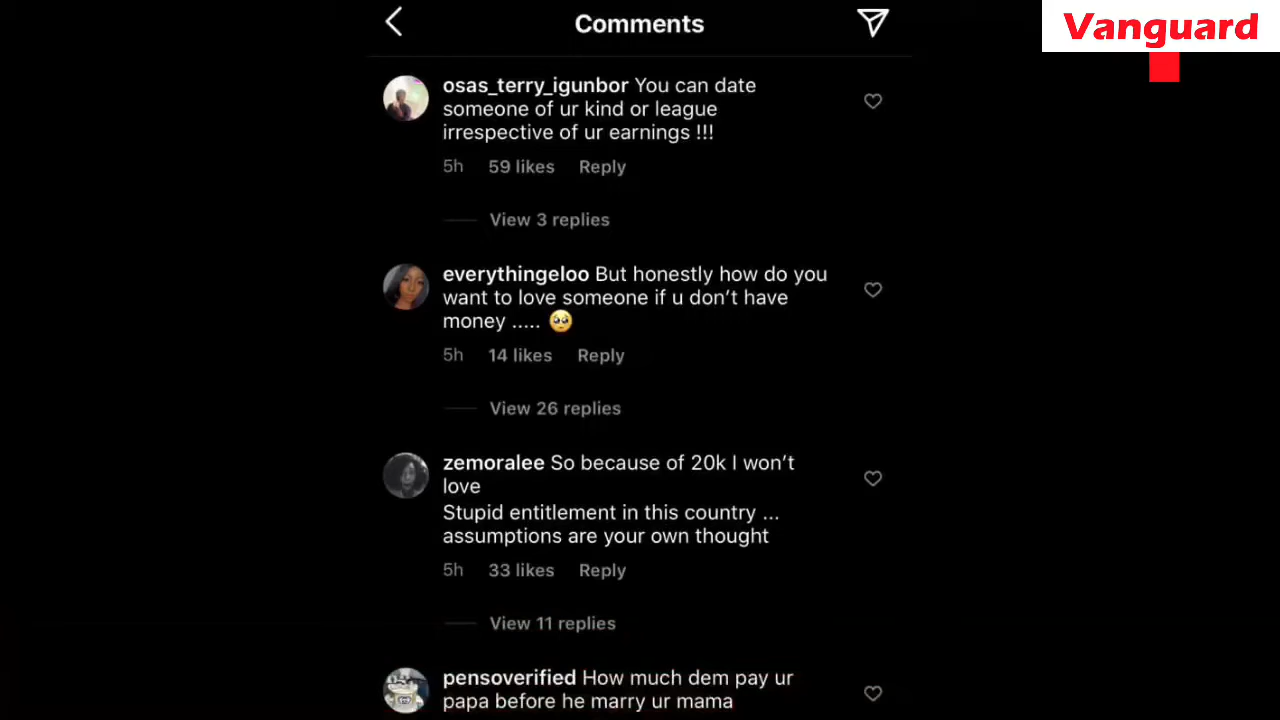 Comments
Vanguard
osas_terry_igunbor You can date
someone of ur kind or league
irrespective of ur earnings !!!
5h 59 likes Reply
View 3 replies
everythingeloo But honestly how do you
want to love someone if u don’t have
money ..... 🥺
5h 14 likes Reply
View 26 replies
zemoralee So because of 20k I won’t
love
Stupid entitlement in this country ...
assumptions are your own thought
5h 33 likes Reply
View 11 replies
pensoverified How much dem pay ur
papa before he marry ur mama